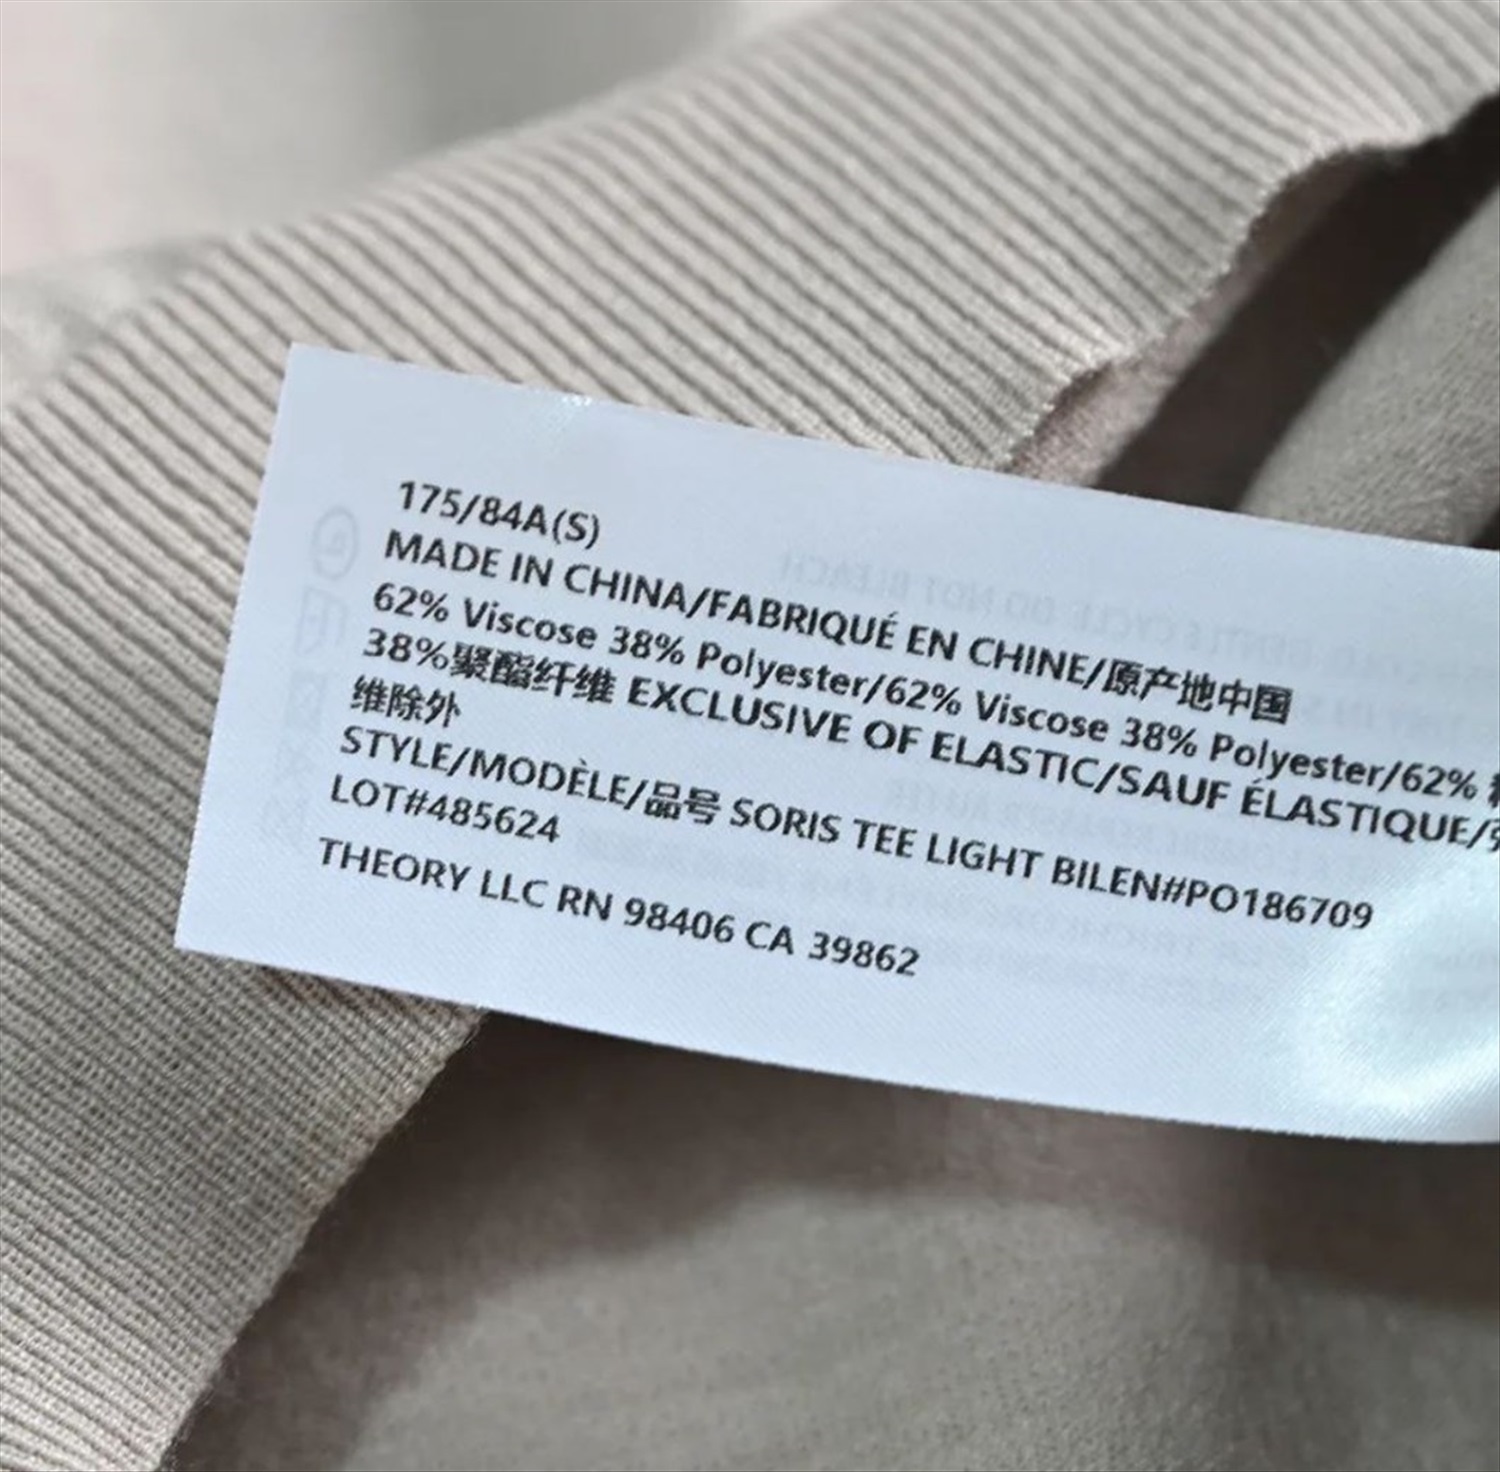 175/84A(S)
MADE IN CHINA/FABRIQUÉ EN CHINE/原产地中国
62% Viscose 38% Polyester/62% Viscose 38% Polyester/62%
38%聚酯纤维 EXCLUSIVE OF ELASTIC/SAUF ÉLASTIQUE/
维除外
STYLE/MODÈLE/品号 SORIS TEE LIGHT BILEN#PO186709
LOT#485624
THEORY LLC RN 98406 CA 39862